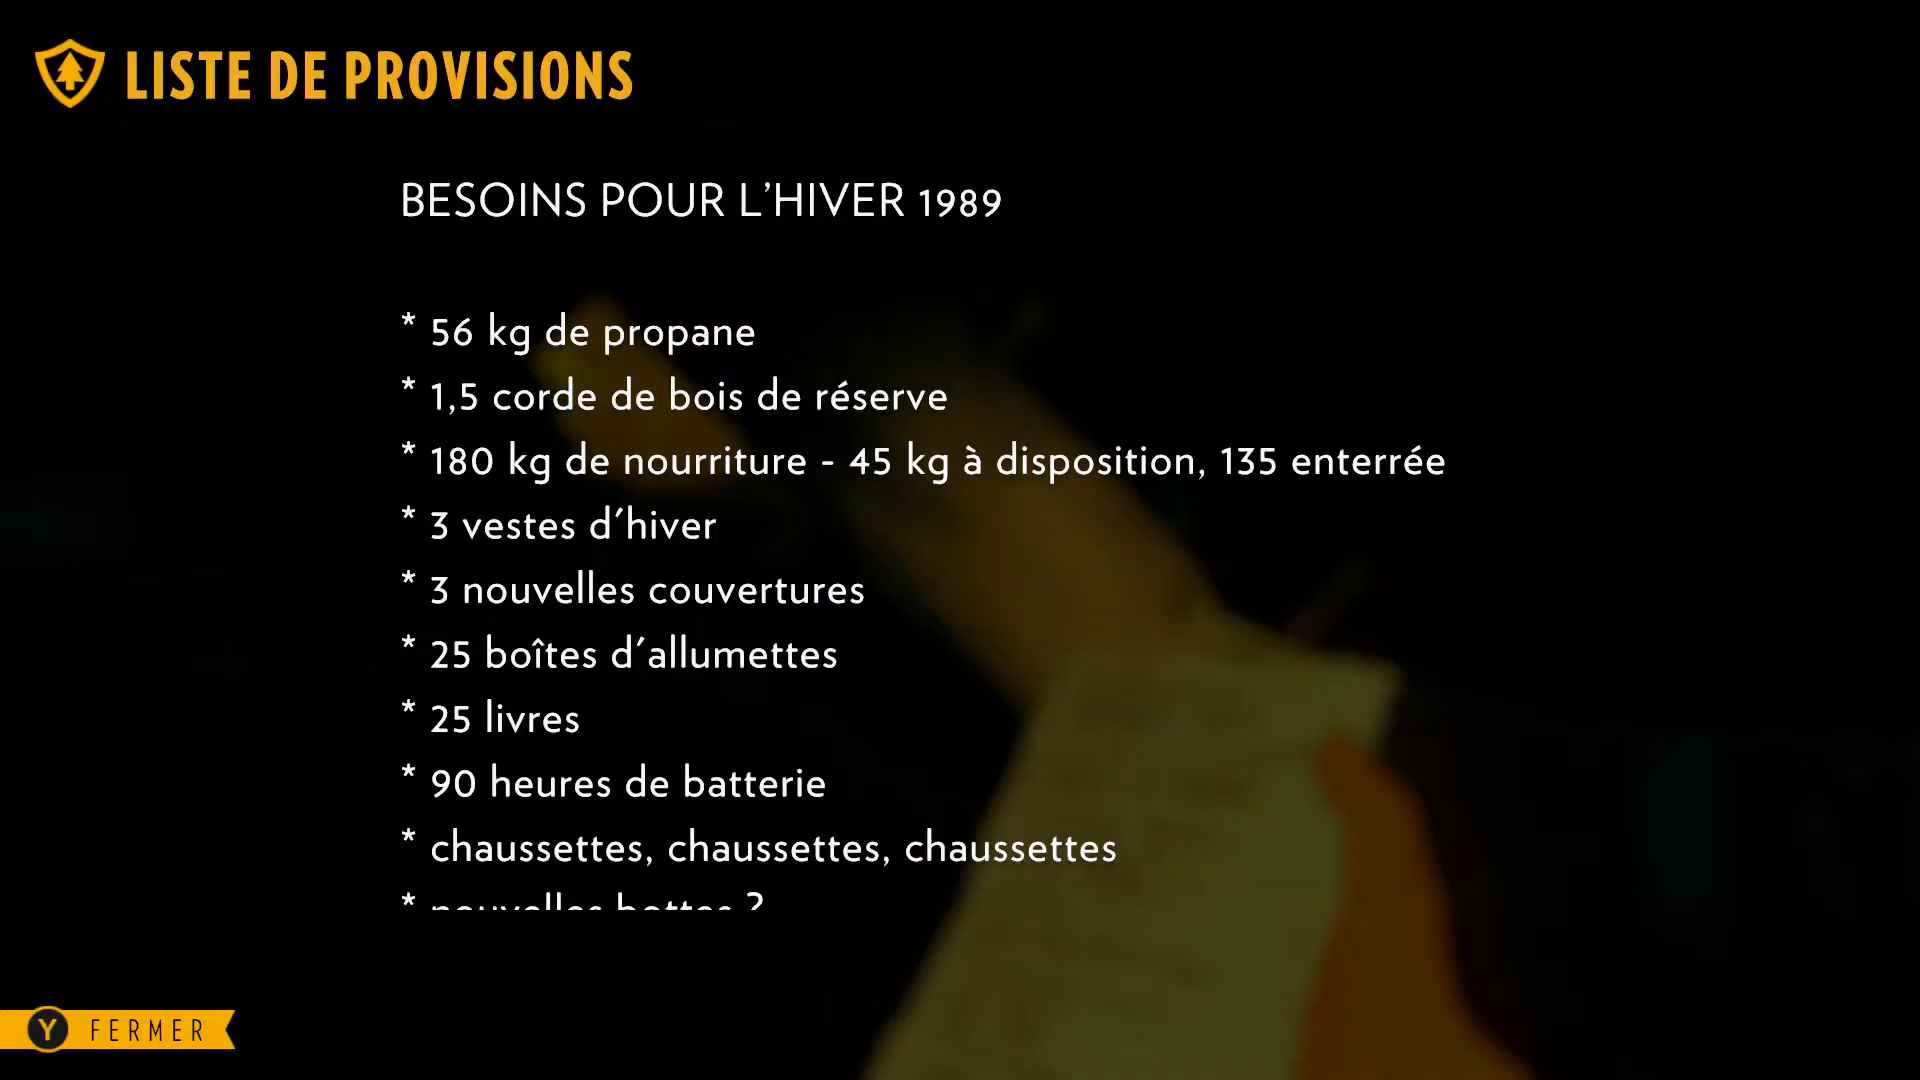 LISTE DE PROVISIONS
BESOINS POUR L’HIVER 1989
* 56 kg de propane
* 1,5 corde de bois de réserve
* 180 kg de nourriture - 45 kg à disposition, 135 enterrée
* 3 vestes d'hiver
* 3 nouvelles couvertures
* 25 boîtes d'allumettes
* 25 livres
* 90 heures de batterie
* chaussettes, chaussettes, chaussettes
* nouvelles bottes ?
Y FERMER